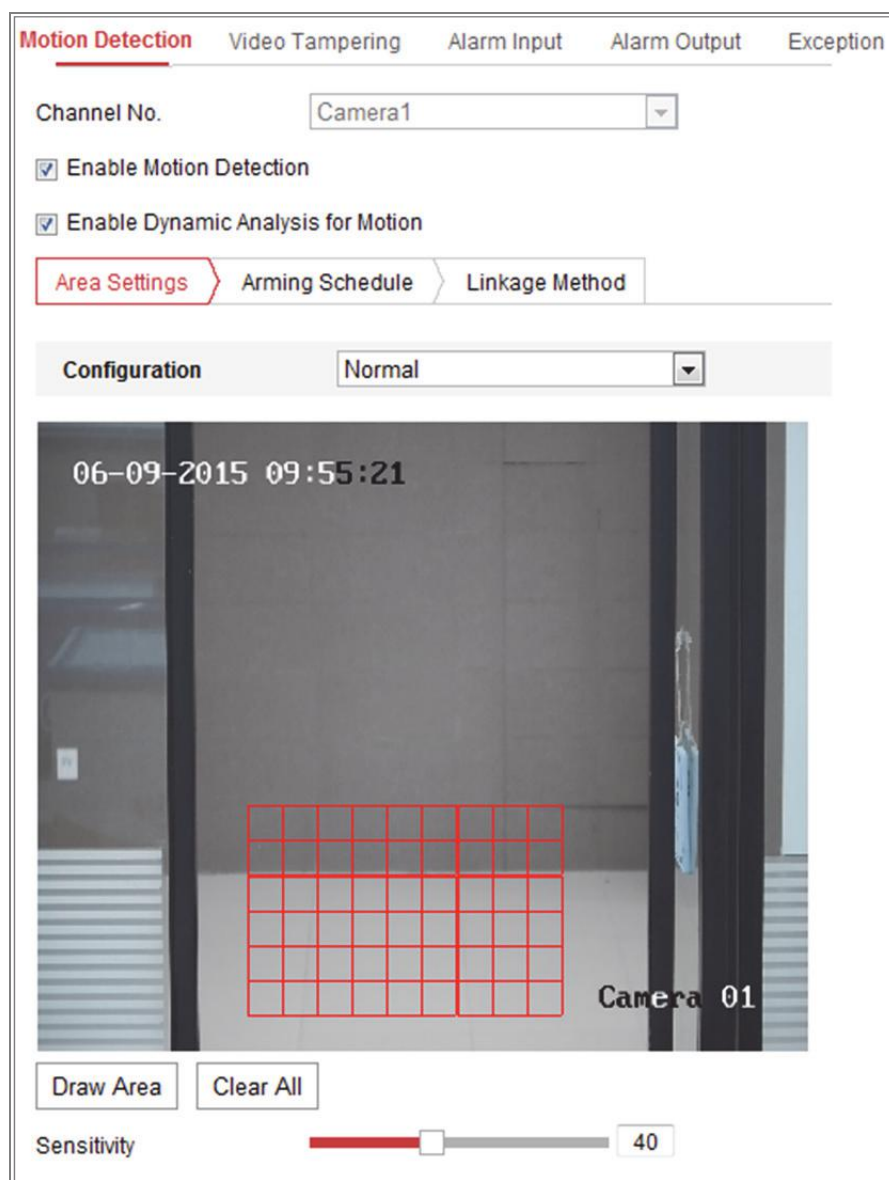 Motion Detection Video Tampering Alarm Input Alarm Output Exception
Channel No. Camera1
Enable Motion Detection
Enable Dynamic Analysis for Motion
Area Settings Arming Schedule Linkage Method
Configuration Normal
06-09-2015 09:55:21
Camera 01
Draw Area Clear All
Sensitivity 40